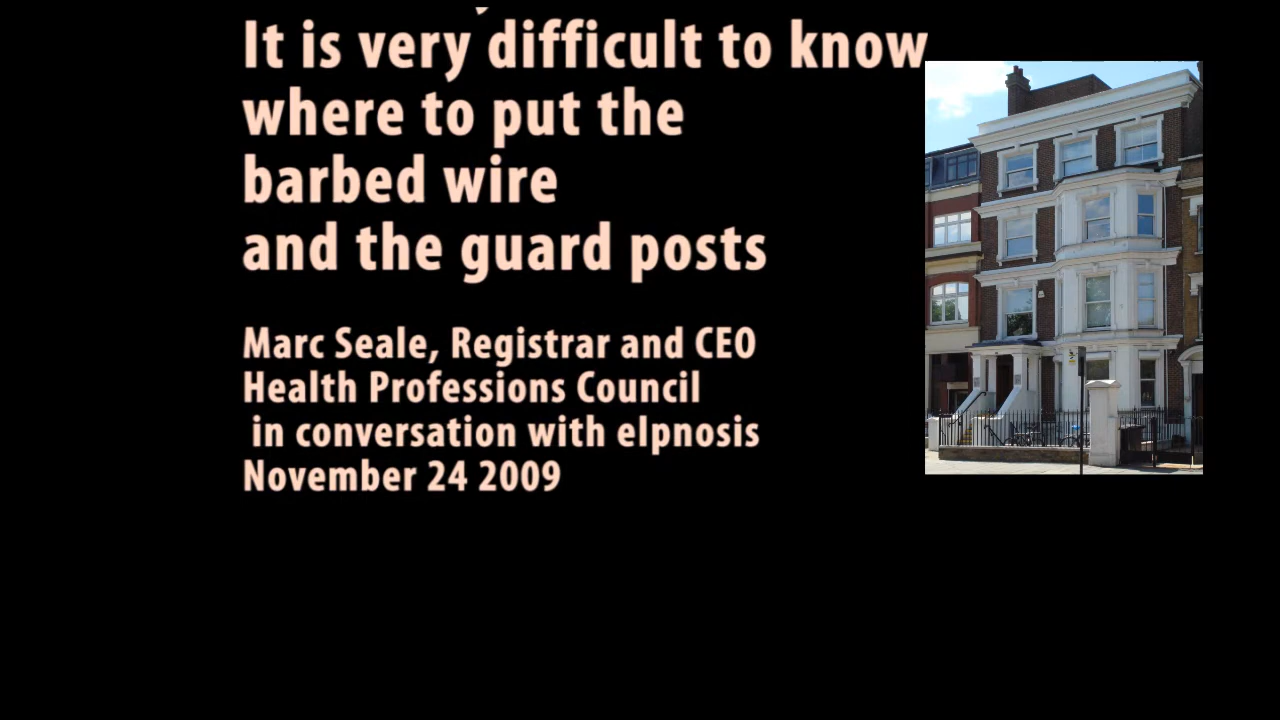 It is very difficult to know
where to put the
barbed wire
and the guard posts
Marc Seale, Registrar and CEO
Health Professions Council
in conversation with eIpnosis
November 24 2009